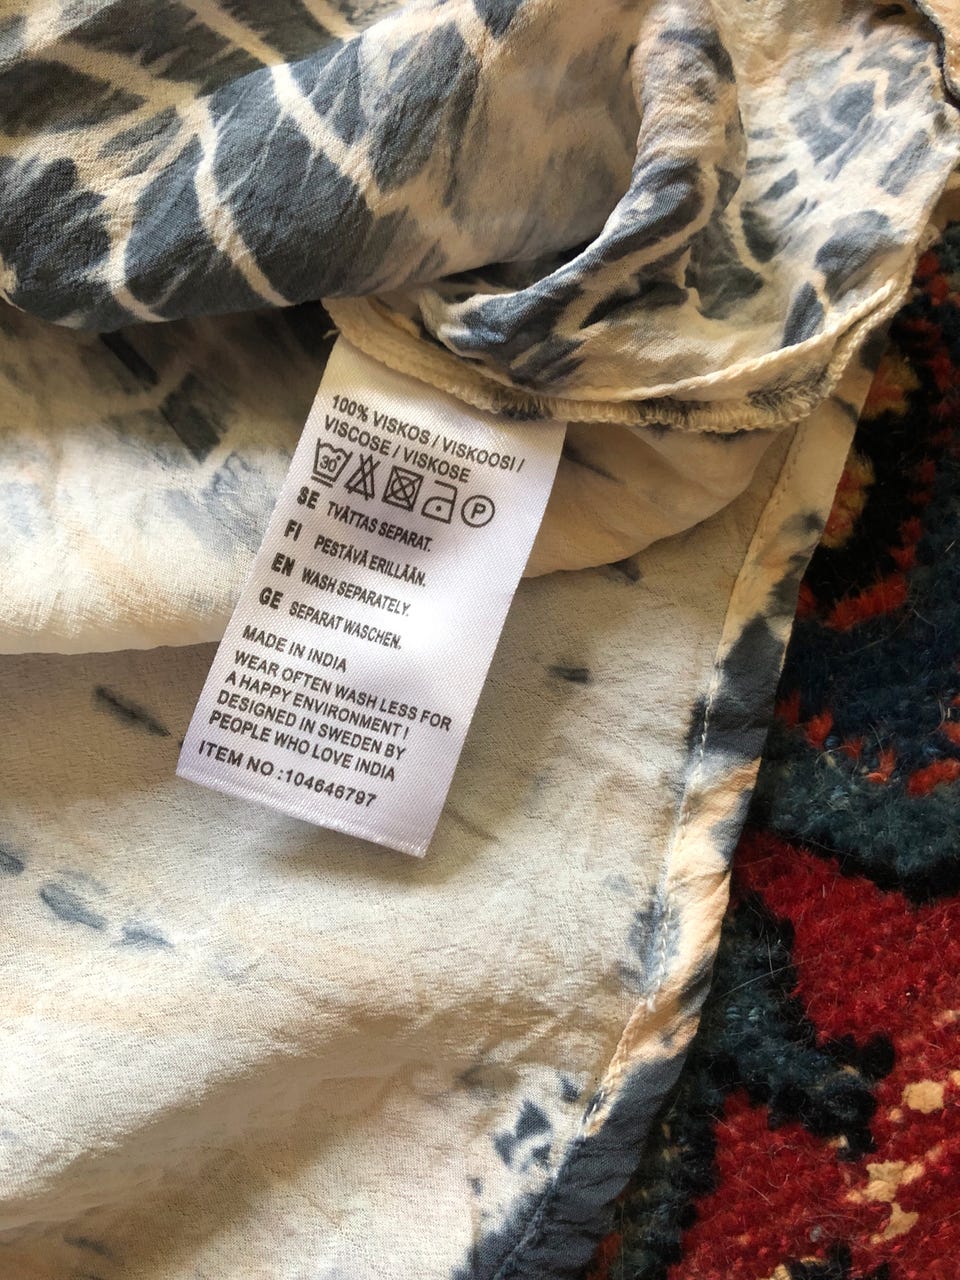 100% VISKOS / VISKOOSI /
VISCOSE / VISKOSE
30° P
SE TVÄTTAS SEPARAT.
FI PESTÄVÄ ERILLÄÄN.
EN WASH SEPARATELY.
GE SEPARAT WASCHEN.
MADE IN INDIA
WEAR OFTEN WASH LESS FOR
A HAPPY ENVIRONMENT !
DESIGNED IN SWEDEN BY
PEOPLE WHO LOVE INDIA
ITEM NO :104646797